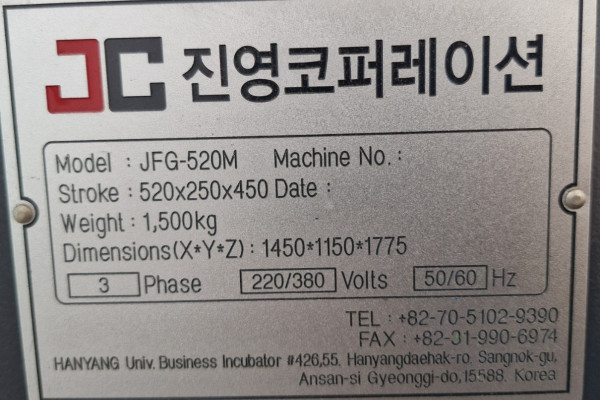 JC 진영코퍼레이션
Model : JFG-520M Machine No. :
Stroke : 520x250x450 Date :
Weight : 1,500kg
Dimensions(X*Y*Z) : 1450*1150*1775
3 Phase 220/380 Volts 50/60 Hz
TEL : +82-70-5102-9390
FAX : +82-31-990-6974
HANYANG Univ. Business Incubator #426,55. Hanyangdaehak-ro. Sangnok-gu,
Ansan-si Gyeonggi-do, 15588. Korea